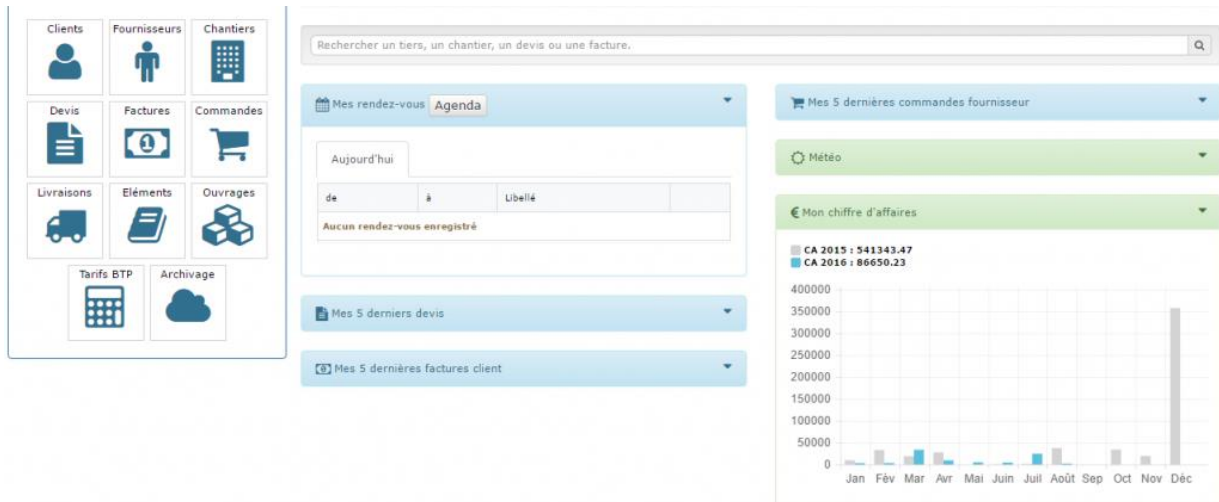 Clients Fournisseurs Chantiers
Devis Factures Commandes
Livraisons Eléments Ouvrages
Tarifs BTP Archivage
Rechercher un tiers, un chantier, un devis ou une facture.
Mes rendez-vous Agenda
Aujourd'hui
de à Libellé
Aucun rendez-vous enregistré
Mes 5 derniers devis
Mes 5 dernières factures client
Mes 5 dernières commandes fournisseur
Météo
€ Mon chiffre d'affaires
CA 2015 : 541343.47
CA 2016 : 86650.23
400000
350000
300000
250000
200000
150000
100000
50000
0
Jan Fév Mar Avr Mai Juin Juil Août Sep Oct Nov Déc